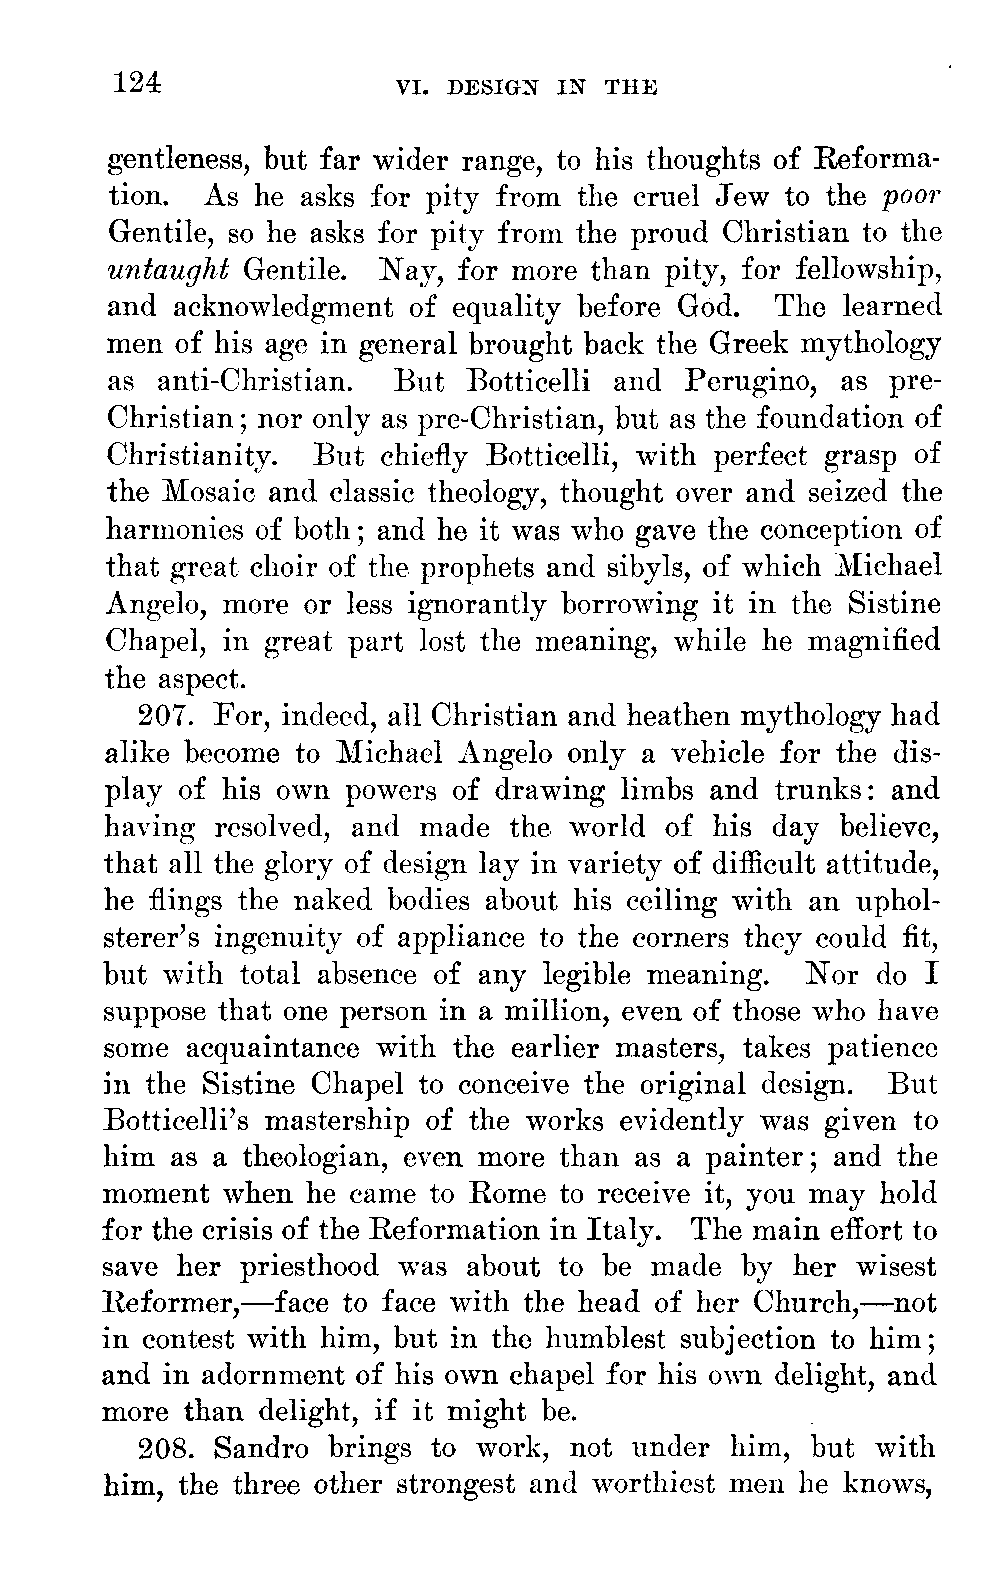 124
VI. DESIGN IN THE
gentleness, but far wider range, to his thoughts of Reforma-
tion. As he asks for pity from the cruel Jew to the poor
Gentile, so he asks for pity from the proud Christian to the
untaught Gentile. Nay, for more than pity, for fellowship,
and acknowledgment of equality before God. The learned
men of his age in general brought back the Greek mythology
as anti-Christian. But Botticelli and Perugino, as pre-
Christian; nor only as pre-Christian, but as the foundation of
Christianity. But chiefly Botticelli, with perfect grasp of
the Mosaic and classic theology, thought over and seized the
harmonies of both; and he it was who gave the conception of
that great choir of the prophets and sibyls, of which Michael
Angelo, more or less ignorantly borrowing it in the Sistine
Chapel, in great part lost the meaning, while he magnified
the aspect.
207. For, indeed, all Christian and heathen mythology had
alike become to Michael Angelo only a vehicle for the dis-
play of his own powers of drawing limbs and trunks: and
having resolved, and made the world of his day believe,
that all the glory of design lay in variety of difficult attitude,
he flings the naked bodies about his ceiling with an uphol-
sterer's ingenuity of appliance to the corners they could fit,
but with total absence of any legible meaning. Nor do I
suppose that one person in a million, even of those who have
some acquaintance with the earlier masters, takes patience
in the Sistine Chapel to conceive the original design. But
Botticelli's mastership of the works evidently was given to
him as a theologian, even more than as a painter; and the
moment when he came to Rome to receive it, you may hold
for the crisis of the Reformation in Italy. The main effort to
save her priesthood was about to be made by her wisest
Reformer,—face to face with the head of her Church,—not
in contest with him, but in the humblest subjection to him;
and in adornment of his own chapel for his own delight, and
more than delight, if it might be.
208. Sandro brings to work, not under him, but with
him, the three other strongest and worthiest men he knows,